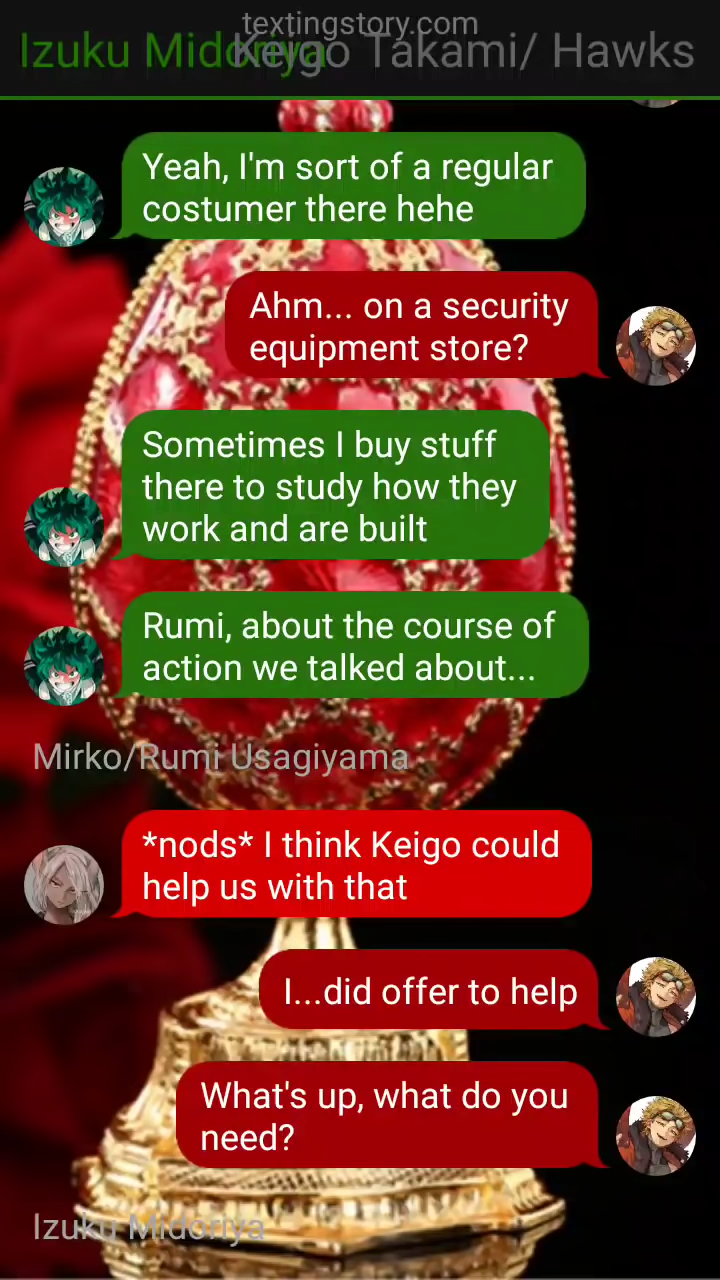 textingstory.com
Izuku Midoriya
Keigo Takami/ Hawks
Yeah, I'm sort of a regular
costumer there hehe
Ahm... on a security
equipment store?
Sometimes I buy stuff
there to study how they
work and are built
Rumi, about the course of
action we talked about...
Mirko/Rumi Usagiyama
*nods* I think Keigo could
help us with that
I...did offer to help
What's up, what do you
need?
Izuku Midoriya